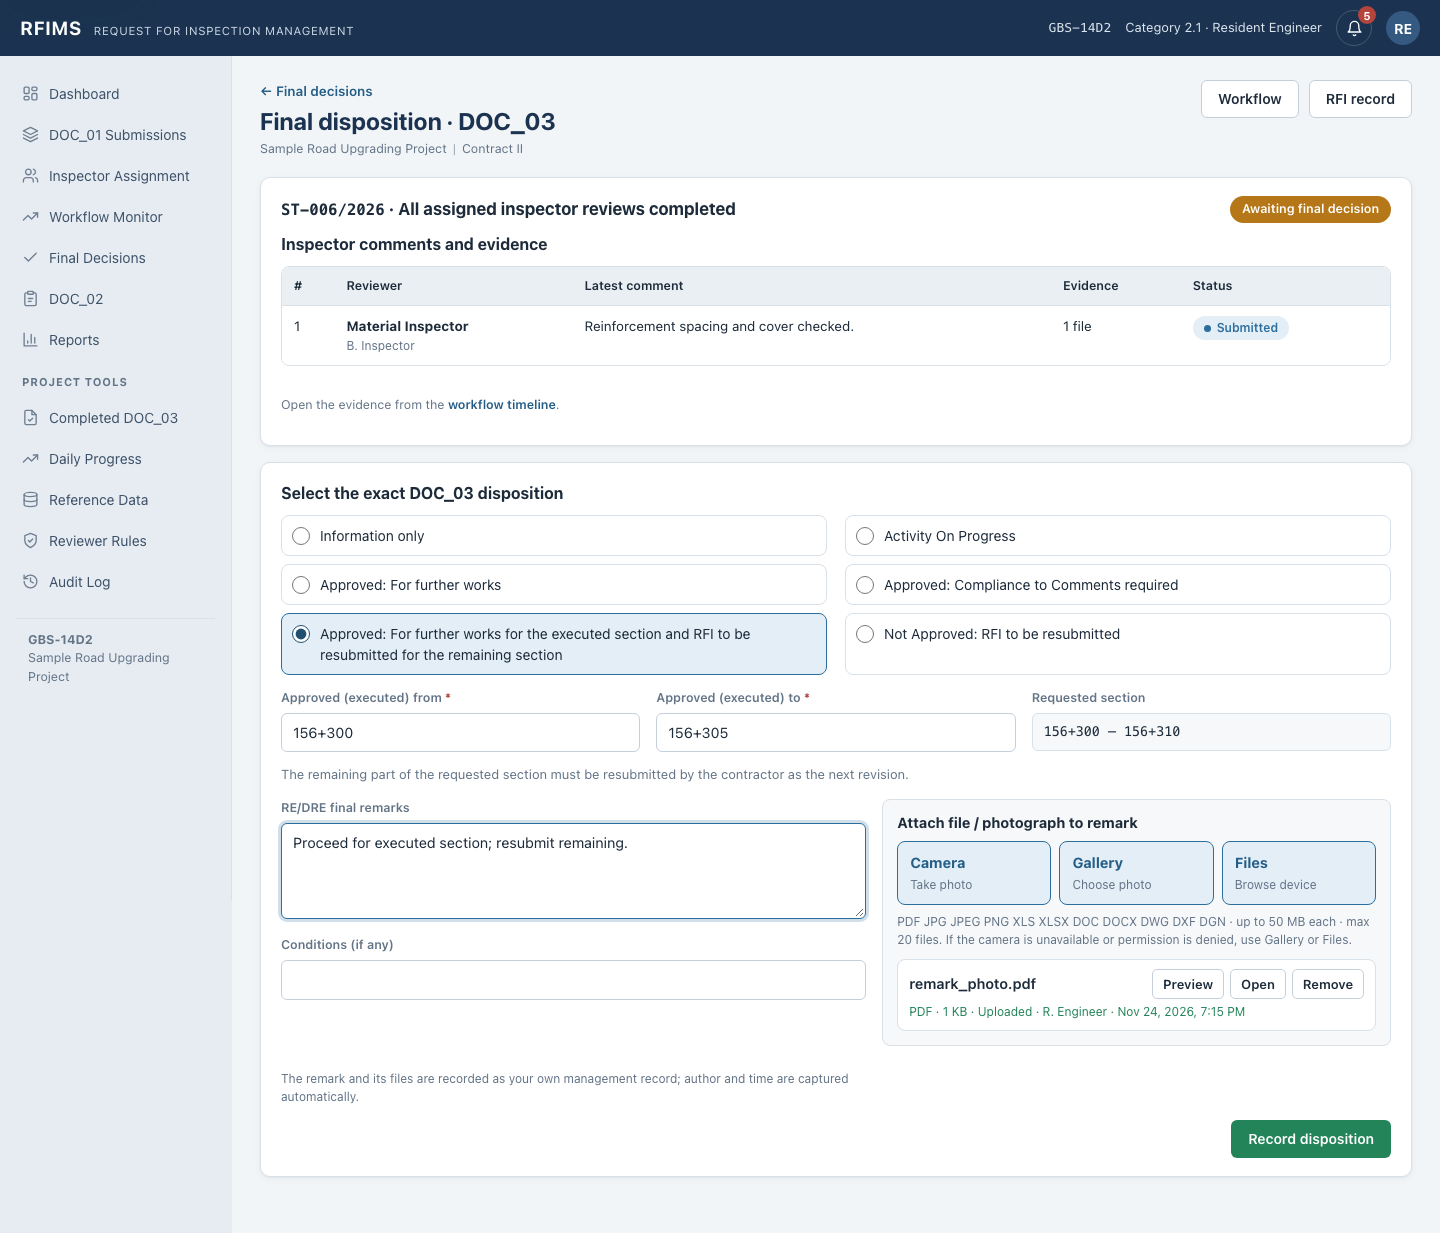 RFIMS REQUEST FOR INSPECTION MANAGEMENT
GBS–14D2 Category 2.1 · Resident Engineer
5
RE
Dashboard
DOC_01 Submissions
Inspector Assignment
Workflow Monitor
Final Decisions
DOC_02
Reports
PROJECT TOOLS
Completed DOC_03
Daily Progress
Reference Data
Reviewer Rules
Audit Log
GBS-14D2
Sample Road Upgrading
Project
← Final decisions
Final disposition · DOC_03
Sample Road Upgrading Project | Contract II
Workflow
RFI record
ST–006/2026 · All assigned inspector reviews completed
Awaiting final decision
Inspector comments and evidence
# Reviewer Latest comment Evidence Status
1 Material Inspector Reinforcement spacing and cover checked. 1 file Submitted
B. Inspector
Open the evidence from the workflow timeline.
Select the exact DOC_03 disposition
Information only
Activity On Progress
Approved: For further works
Approved: Compliance to Comments required
Approved: For further works for the executed section and RFI to be
resubmitted for the remaining section
Not Approved: RFI to be resubmitted
Approved (executed) from * Approved (executed) to * Requested section
156+300 156+305 156+300 – 156+310
The remaining part of the requested section must be resubmitted by the contractor as the next revision.
RE/DRE final remarks
Proceed for executed section; resubmit remaining.
Conditions (if any)
Attach file / photograph to remark
Camera Gallery Files
Take photo Choose photo Browse device
PDF JPG JPEG PNG XLS XLSX DOC DOCX DWG DXF DGN · up to 50 MB each · max
20 files. If the camera is unavailable or permission is denied, use Gallery or Files.
remark_photo.pdf Preview Open Remove
PDF · 1 KB · Uploaded · R. Engineer · Nov 24, 2026, 7:15 PM
The remark and its files are recorded as your own management record; author and time are captured
automatically.
Record disposition